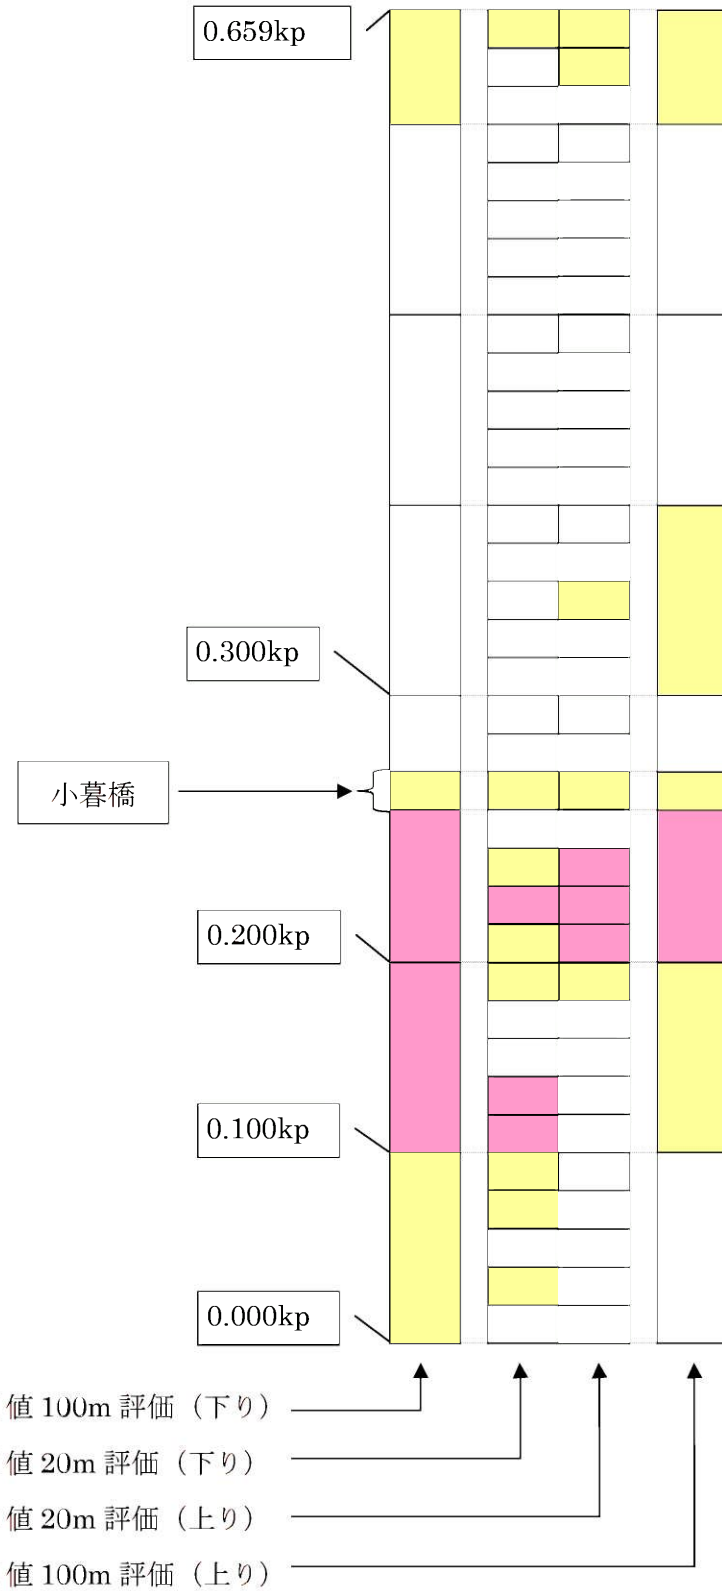 0.659kp
0.300kp
小暮橋
0.200kp
0.100kp
0.000kp
値 100m 評価（下り）
値 20m 評価（下り）
値 20m 評価（上り）
値 100m 評価（上り）